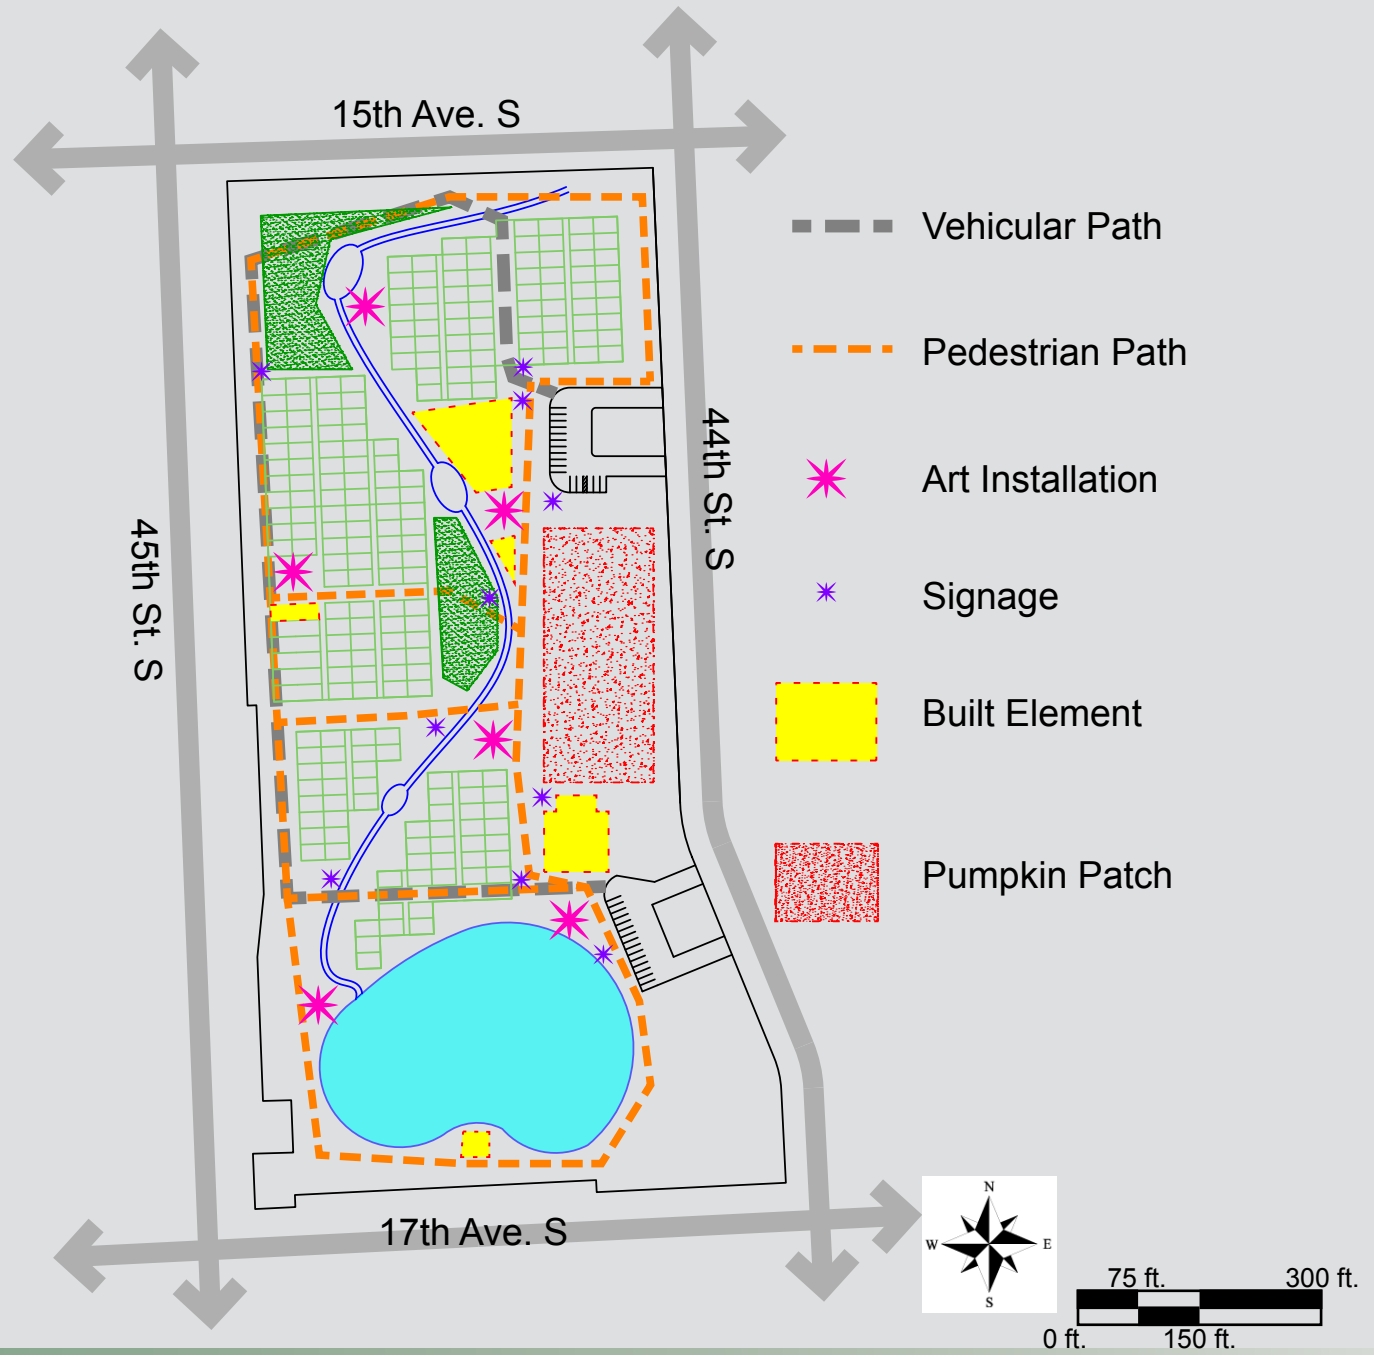 15th Ave. S
Vehicular Path
Pedestrian Path
44th St. S
Art Installation
45th St. S
Signage
Built Element
Pumpkin Patch
17th Ave. S
N
W
E
S
75 ft.
300 ft.
0 ft.
150 ft.